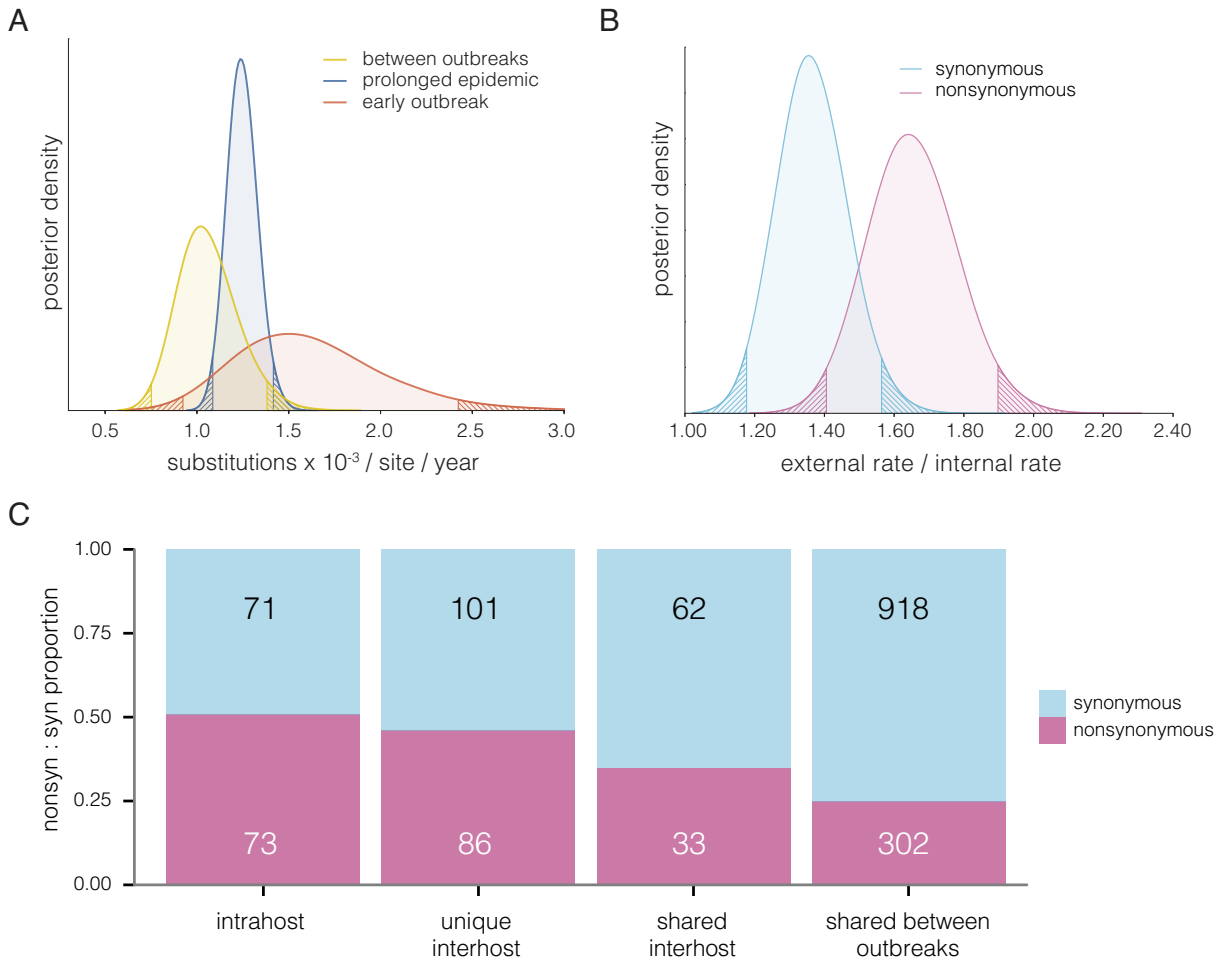 A
between outbreaks
prolonged epidemic
early outbreak
posterior density
0.5 1.0 1.5 2.0 2.5 3.0
substitutions x 10⁻³ / site / year
B
synonymous
nonsynonymous
posterior density
1.00 1.20 1.40 1.60 1.80 2.00 2.20 2.40
external rate / internal rate
C
nonsyn : syn proportion
1.00
0.75
0.50
0.25
0.00
71 101 62 918
73 86 33 302
synonymous
nonsynonymous
intrahost
unique
interhost
shared
interhost
shared between
outbreaks